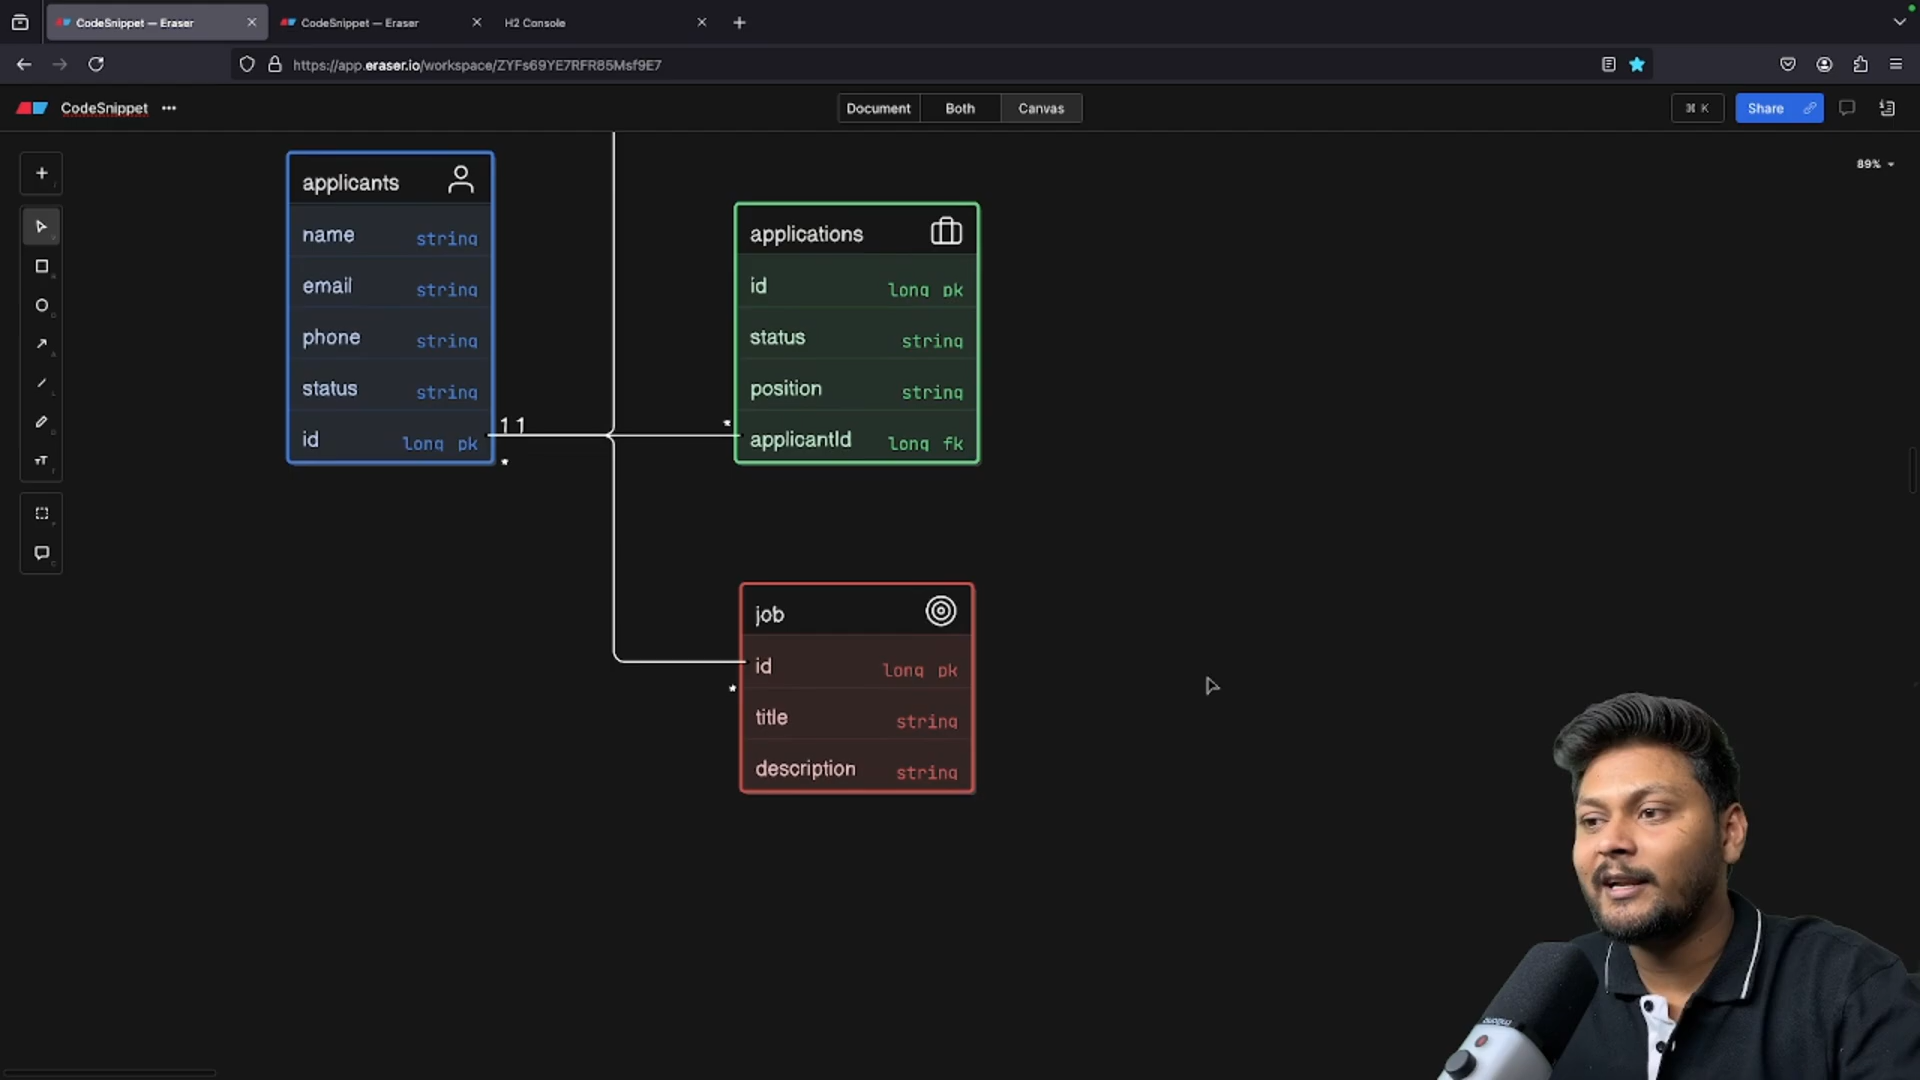 CodeSnippet — Eraser
CodeSnippet — Eraser
H2 Console
https://app.eraser.io/workspace/ZYFs69YE7RFR85Msf9E7
CodeSnippet
Document
Both
Canvas
⌘ K
Share
89%
applicants
name string
email string
phone string
status string
id long pk
1 1
*
*
applications
id long pk
status string
position string
applicantId long fk
job
id long pk
*
title string
description string